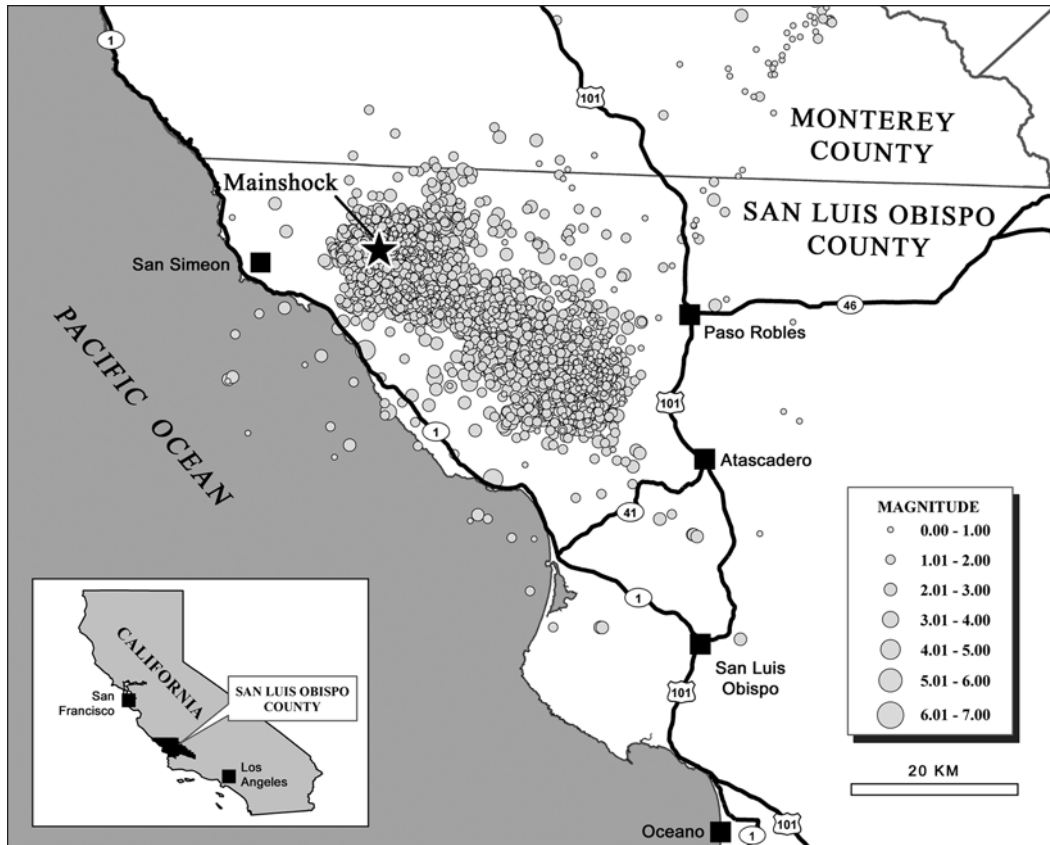 1
101
MONTEREY
COUNTY
Mainshock
SAN LUIS OBISPO
COUNTY
San Simeon
46
Paso Robles
PACIFIC OCEAN
101
1
Atascadero
41
MAGNITUDE
0.00 - 1.00
1.01 - 2.00
2.01 - 3.00
3.01 - 4.00
4.01 - 5.00
5.01 - 6.00
6.01 - 7.00
1
San Luis
Obispo
101
20 KM
CALIFORNIA
San
Francisco
SAN LUIS OBISPO
COUNTY
Los
Angeles
Oceano
1
101